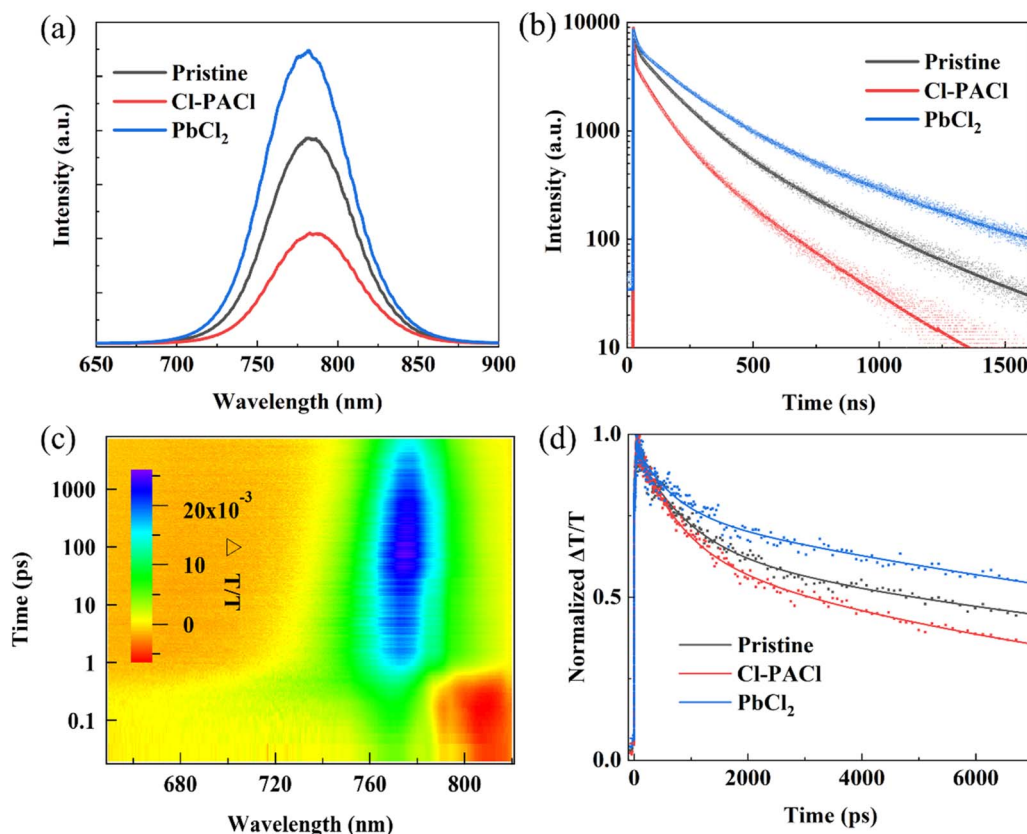 (a)
Pristine
Cl-PACl
PbCl₂
Intensity (a.u.)
650 700 750 800 850 900
Wavelength (nm)
(b)
10000
1000
100
10
Pristine
Cl-PACl
PbCl₂
Intensity (a.u.)
0 500 1000 1500
Time (ns)
(c)
1000
100
10
1
0.1
Time (ps)
20x10⁻³
10
0
△ T/T
680 720 760 800
Wavelength (nm)
(d)
1.0
0.5
0.0
Normalized ΔT/T
Pristine
Cl-PACl
PbCl₂
0 2000 4000 6000
Time (ps)